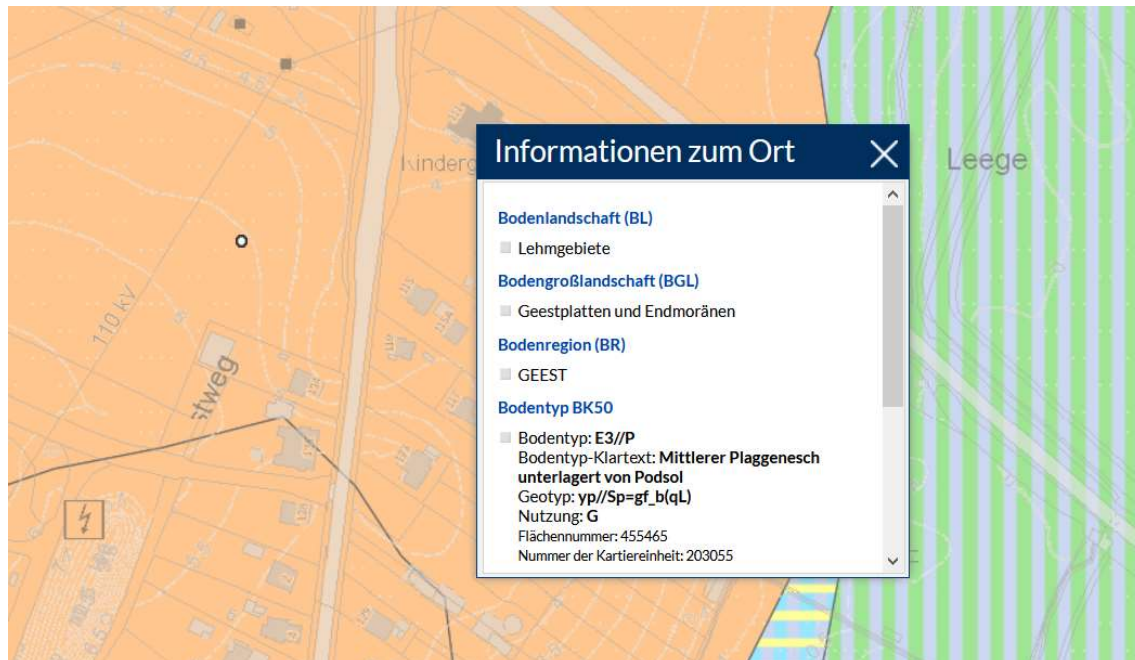 Informationen zum Ort
Bodenlandschaft (BL)
Lehmgebiete
Bodengroßlandschaft (BGL)
Geestplatten und Endmoränen
Bodenregion (BR)
GEEST
Bodentyp BK50
Bodentyp: E3//P
Bodentyp-Klartext: Mittlerer Plaggenesch
unterlagert von Podsol
Geotyp: yp//Sp=gf_b(qL)
Nutzung: G
Flächennummer: 455465
Nummer der Kartiereinheit: 203055
Leege
110 kV